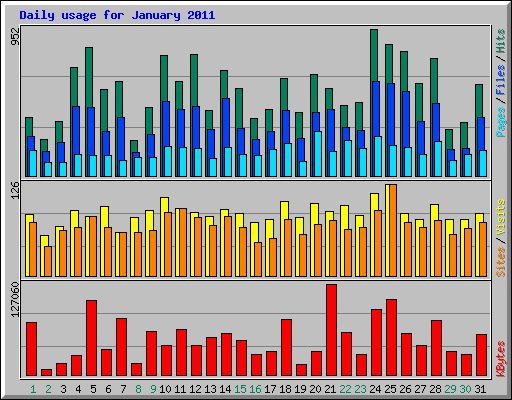 Daily usage for January 2011
952
Pages / Files / Hits
126
Sites / Visits
127060
KBytes
1 2 3 4 5 6 7 8 9 10 11 12 13 14 15 16 17 18 19 20 21 22 23 24 25 26 27 28 29 30 31